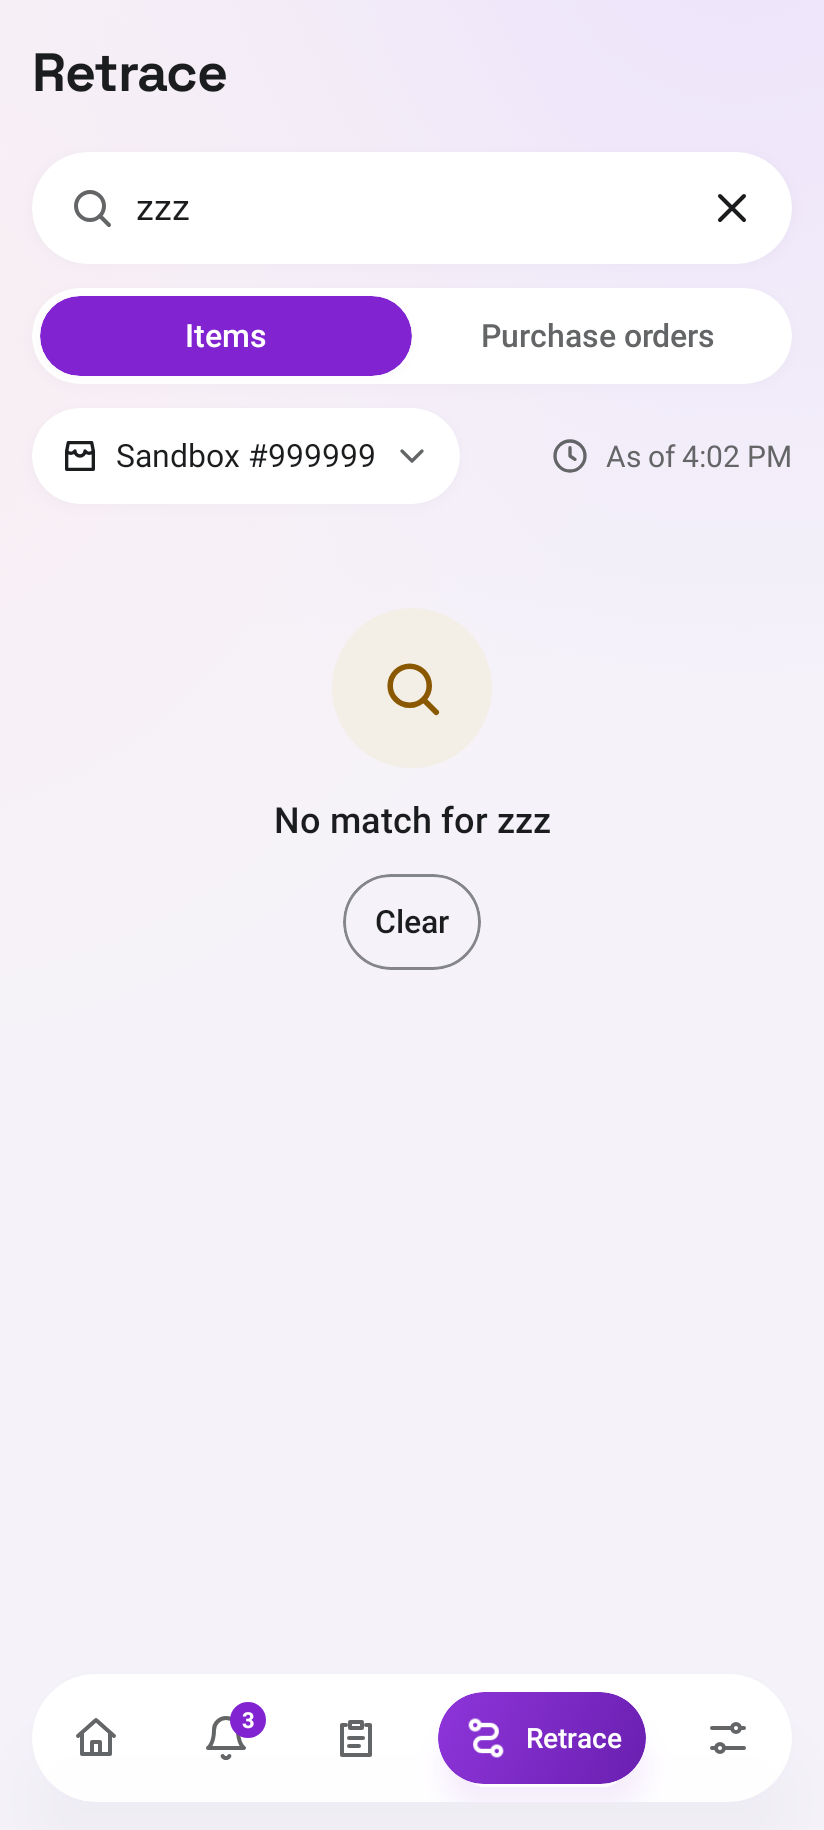 Retrace
zzz
Items
Purchase orders
Sandbox #999999
As of 4:02 PM
No match for zzz
Clear
3
Retrace